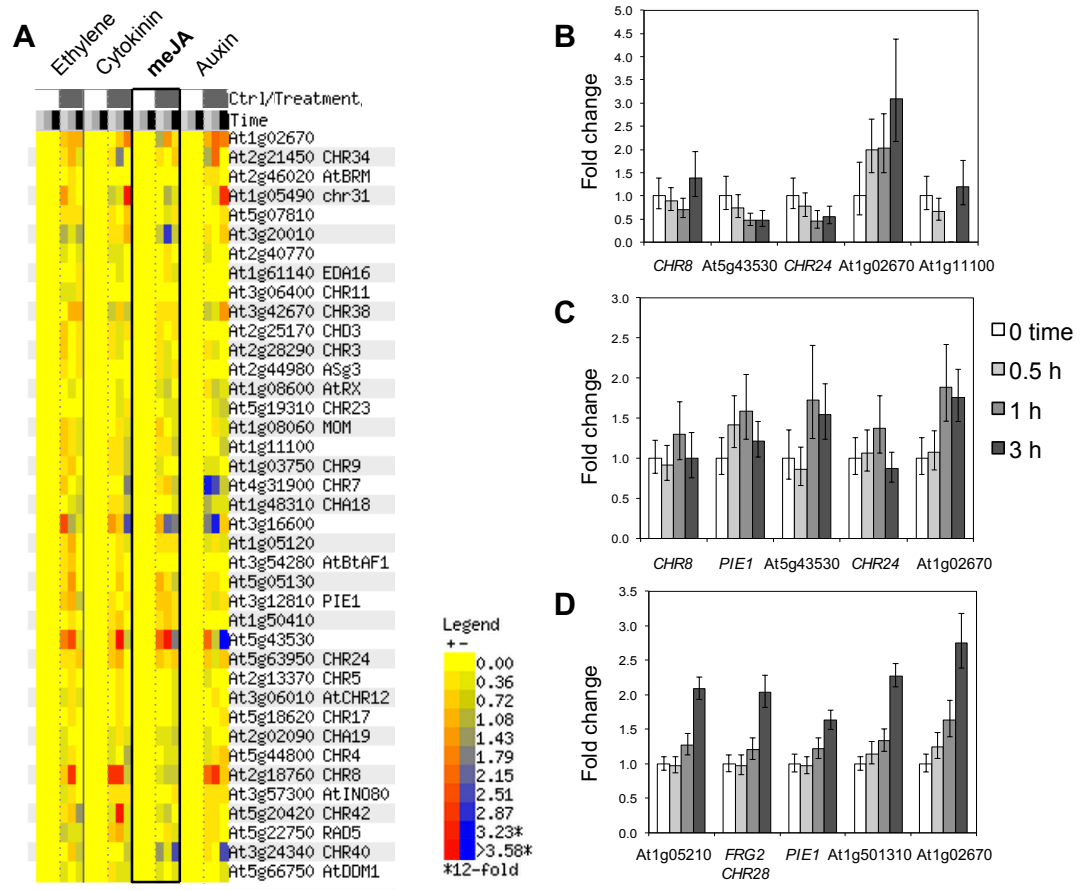 A
Ethylene
Cytokinin
meJA
Auxin
Ctrl/Treatment,
Time
At1g02670
At2g21450 CHR34
At2g46020 AtBRM
At1g05490 chr31
At5g07810
At3g20010
At2g40770
At1g61140 EDA16
At3g06400 CHR11
At3g42670 CHR38
At2g25170 CHD3
At2g28290 CHR3
At2g44980 ASg3
At1g08600 AtRX
At5g19310 CHR23
At1g08060 MOM
At1g11100
At1g03750 CHR9
At4g31900 CHR7
At1g48310 CHA18
At3g16600
At1g05120
At3g54280 AtBtAF1
At5g05130
At3g12810 PIE1
At1g50410
At5g43530
At5g63950 CHR24
At2g13370 CHR5
At3g06010 AtCHR12
At5g18620 CHR17
At2g02090 CHA19
At5g44800 CHR4
At2g18760 CHR8
At3g57300 AtINO80
At5g20420 CHR42
At5g22750 RAD5
At3g24340 CHR40
At5g66750 AtDDM1
Legend
+ -
0.00
0.36
0.72
1.08
1.43
1.79
2.15
2.51
2.87
3.23*
>3.58*
*12-fold
B
Fold change
5.0
4.5
4.0
3.5
3.0
2.5
2.0
1.5
1.0
0.5
0.0
CHR8 At5g43530 CHR24 At1g02670 At1g11100
C
Fold change
3.0
2.5
2.0
1.5
1.0
0.5
0.0
CHR8 PIE1 At5g43530 CHR24 At1g02670
0 time
0.5 h
1 h
3 h
D
Fold change
3.5
3.0
2.5
2.0
1.5
1.0
0.5
0.0
At1g05210 FRG2 PIE1 At1g501310 At1g02670
CHR28